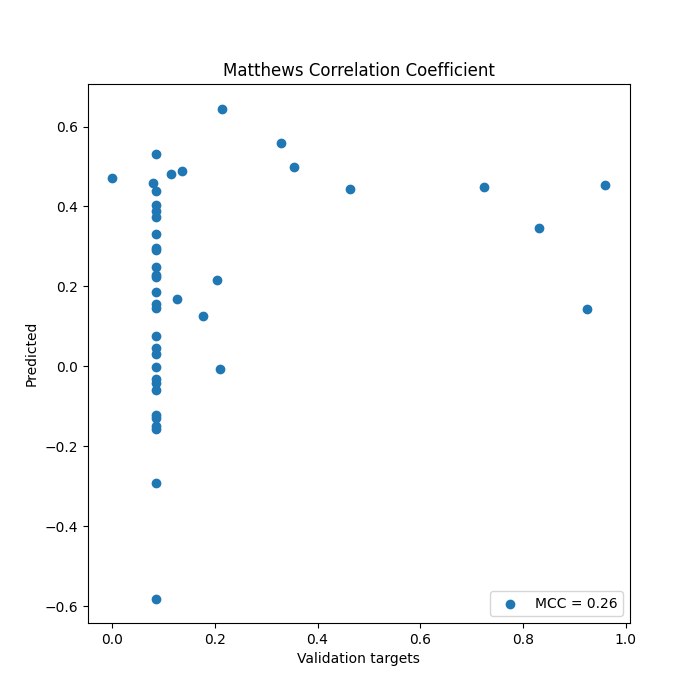 Matthews Correlation Coefficient
Predicted
0.6
0.4
0.2
0.0
−0.2
−0.4
−0.6
MCC = 0.26
0.0 0.2 0.4 0.6 0.8 1.0
Validation targets